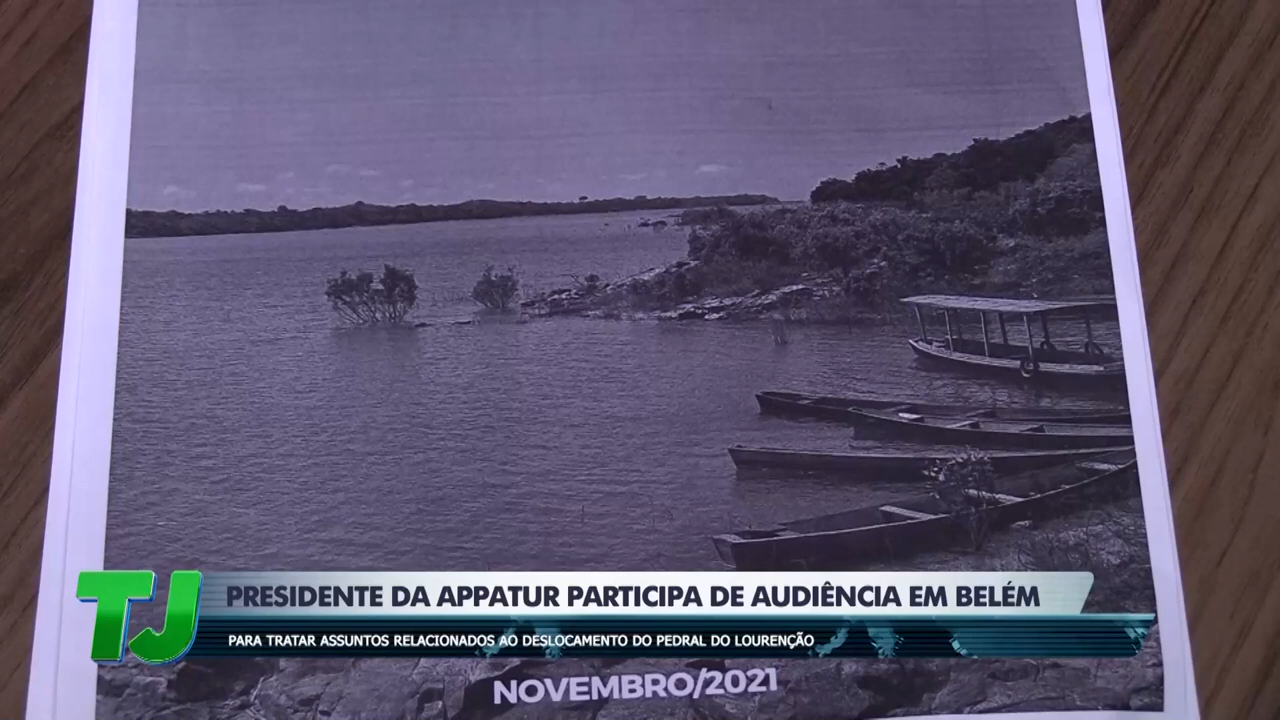 TJ
PRESIDENTE DA APPATUR PARTICIPA DE AUDIÊNCIA EM BELÉM
PARA TRATAR ASSUNTOS RELACIONADOS AO DESLOCAMENTO DO PEDRAL DO LOURENÇÃO
NOVEMBRO/2021